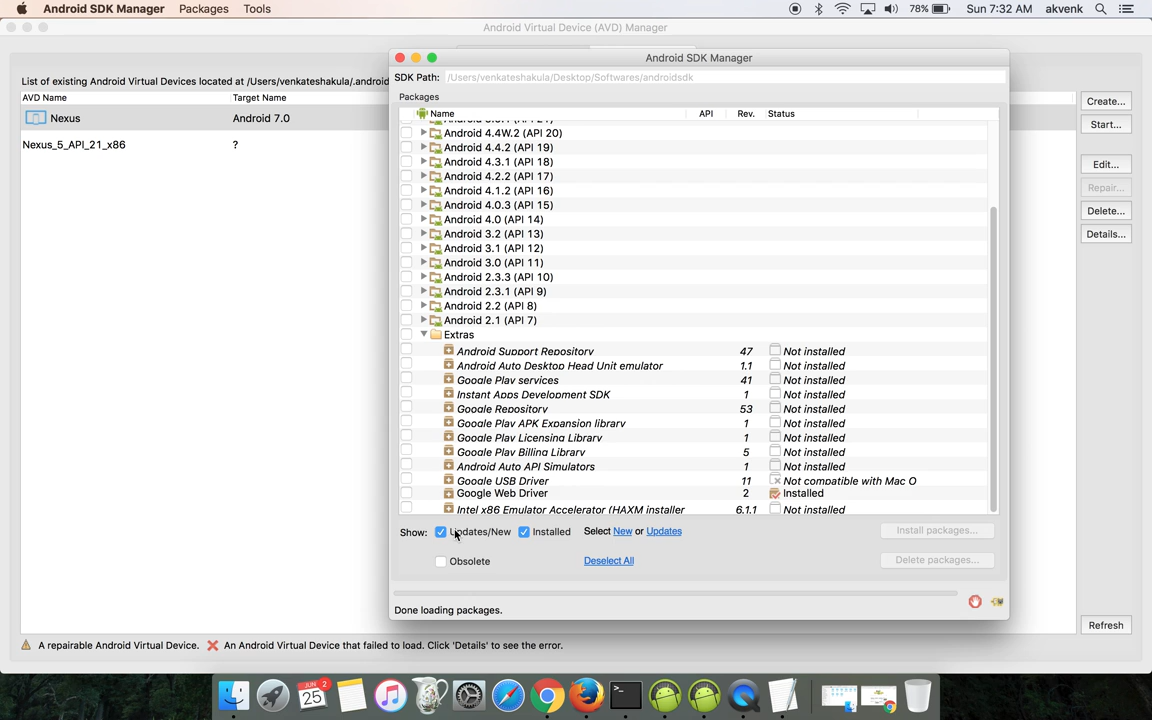 Android SDK Manager Packages Tools 78% Sun 7:32 AM akvenk
Android Virtual Device (AVD) Manager
Android SDK Manager
SDK Path: /Users/venkateshakula/Desktop/Softwares/androidsdk
List of existing Android Virtual Devices located at /Users/venkateshakula/.androi
Packages
AVD Name Target Name
Name API Rev. Status
Create...
Nexus Android 7.0
Start...
Android 4.4W.2 (API 20)
Nexus_5_API_21_x86 ?
Android 4.4.2 (API 19)
Android 4.3.1 (API 18)
Edit...
Android 4.2.2 (API 17)
Repair...
Android 4.1.2 (API 16)
Android 4.0.3 (API 15)
Delete...
Android 4.0 (API 14)
Android 3.2 (API 13)
Details...
Android 3.1 (API 12)
Android 3.0 (API 11)
Android 2.3.3 (API 10)
Android 2.3.1 (API 9)
Android 2.2 (API 8)
Android 2.1 (API 7)
Extras
Android Support Repository 47 Not installed
Android Auto Desktop Head Unit emulator 1.1 Not installed
Google Play services 41 Not installed
Instant Apps Development SDK 1 Not installed
Google Repository 53 Not installed
Google Play APK Expansion library 1 Not installed
Google Play Licensing Library 1 Not installed
Google Play Billing Library 5 Not installed
Android Auto API Simulators 1 Not installed
Google USB Driver 11 Not compatible with Mac O
Google Web Driver 2 Installed
Intel x86 Emulator Accelerator (HAXM installer 6.1.1 Not installed
Show: Updates/New Installed Select New or Updates Install packages...
Obsolete Deselect All Delete packages...
Done loading packages.
Refresh
A repairable Android Virtual Device. An Android Virtual Device that failed to load. Click 'Details' to see the error.
JUN 2
25